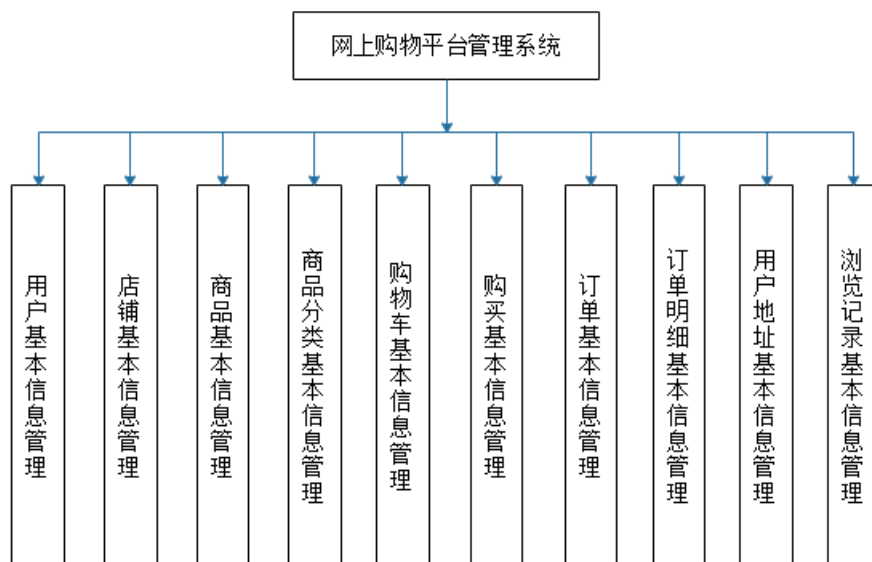 网上购物平台管理系统
用户基本信息管理
店铺基本信息管理
商品基本信息管理
商品分类基本信息管理
购物车基本信息管理
购买基本信息管理
订单基本信息管理
订单明细基本信息管理
用户地址基本信息管理
浏览记录基本信息管理